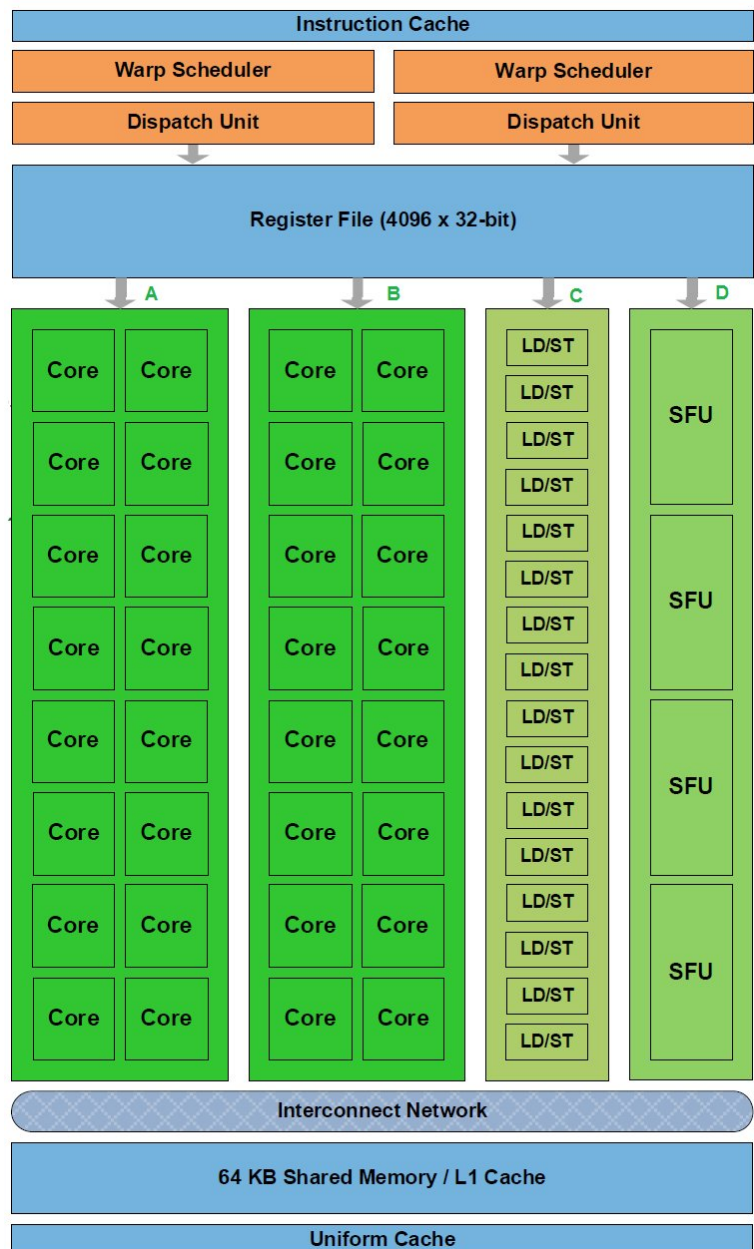 Instruction Cache
Warp Scheduler Warp Scheduler
Dispatch Unit Dispatch Unit
Register File (4096 x 32-bit)
A B C D
Core Core Core Core LD/ST SFU
LD/ST
Core Core Core Core LD/ST
LD/ST
Core Core Core Core LD/ST SFU
LD/ST
Core Core Core Core LD/ST
LD/ST
Core Core Core Core LD/ST SFU
LD/ST
Core Core Core Core LD/ST
LD/ST
Core Core Core Core LD/ST SFU
LD/ST
Core Core Core Core LD/ST
LD/ST
Interconnect Network
64 KB Shared Memory / L1 Cache
Uniform Cache